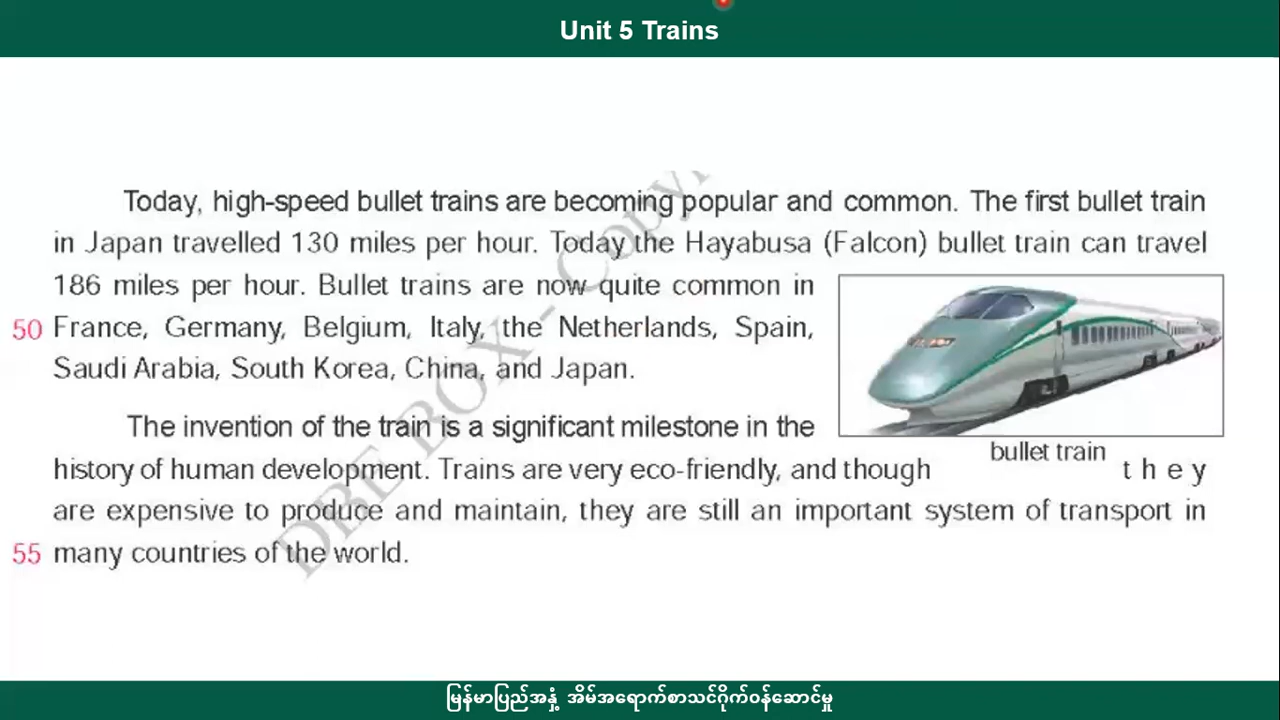 Unit 5 Trains
Today, high-speed bullet trains are becoming popular and common. The first bullet train
in Japan travelled 130 miles per hour. Today the Hayabusa (Falcon) bullet train can travel
186 miles per hour. Bullet trains are now quite common in
50 France, Germany, Belgium, Italy, the Netherlands, Spain,
Saudi Arabia, South Korea, China, and Japan.
The invention of the train is a significant milestone in the
bullet train
history of human development. Trains are very eco-friendly, and though they
are expensive to produce and maintain, they are still an important system of transport in
55 many countries of the world.
DBE BOX - Copyri
မြန်မာပြည်အနှံ့ အိမ်အရောက်စာသင်ဂိုက်ဝန်ဆောင်မှု